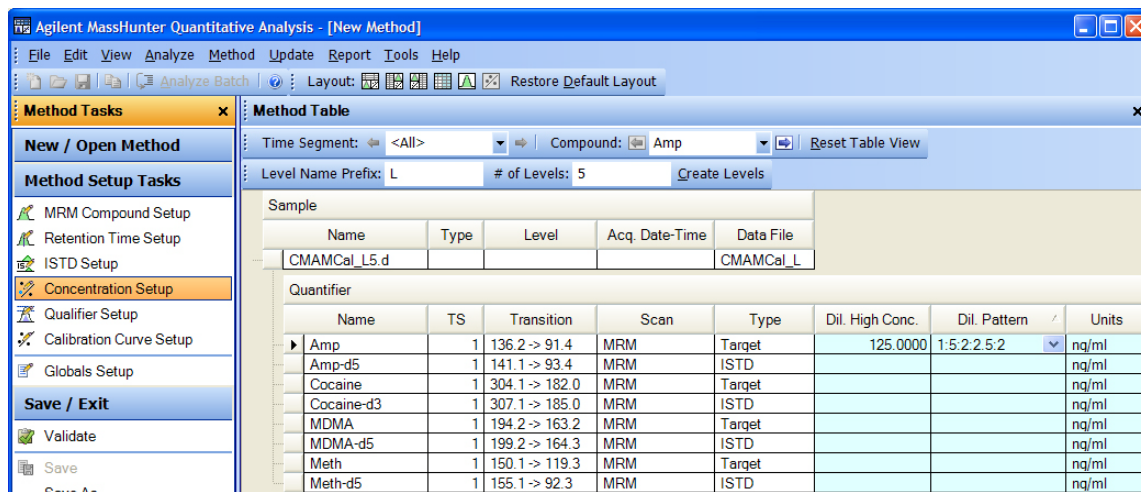 Agilent MassHunter Quantitative Analysis - [New Method]
File Edit View Analyze Method Update Report Tools Help
Analyze Batch Layout: Restore Default Layout
Method Tasks x Method Table x
New / Open Method
Method Setup Tasks
MRM Compound Setup
Retention Time Setup
ISTD Setup
Concentration Setup
Qualifier Setup
Calibration Curve Setup
Globals Setup
Save / Exit
Validate
Save
Time Segment: <All> Compound: Amp Reset Table View
Level Name Prefix: L # of Levels: 5 Create Levels
Sample
Name Type Level Acq. Date-Time Data File
CMAMCal_L5.d CMAMCal_L
Quantifier
Name TS Transition Scan Type Dil. High Conc. Dil. Pattern Units
Amp 1 136.2 -> 91.4 MRM Target 125.0000 1:5:2:2.5:2 ng/ml
Amp-d5 1 141.1 -> 93.4 MRM ISTD ng/ml
Cocaine 1 304.1 -> 182.0 MRM Target ng/ml
Cocaine-d3 1 307.1 -> 185.0 MRM ISTD ng/ml
MDMA 1 194.2 -> 163.2 MRM Target ng/ml
MDMA-d5 1 199.2 -> 164.3 MRM ISTD ng/ml
Meth 1 150.1 -> 119.3 MRM Target ng/ml
Meth-d5 1 155.1 -> 92.3 MRM ISTD ng/ml